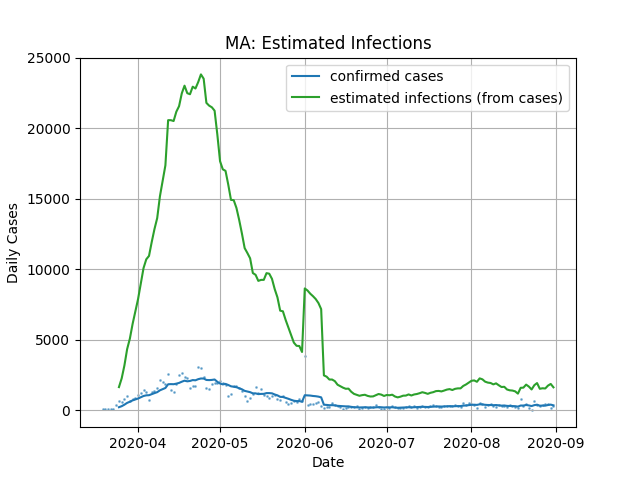 MA: Estimated Infections
confirmed cases
estimated infections (from cases)
Daily Cases
25000
20000
15000
10000
5000
0
2020-04 2020-05 2020-06 2020-07 2020-08 2020-09
Date